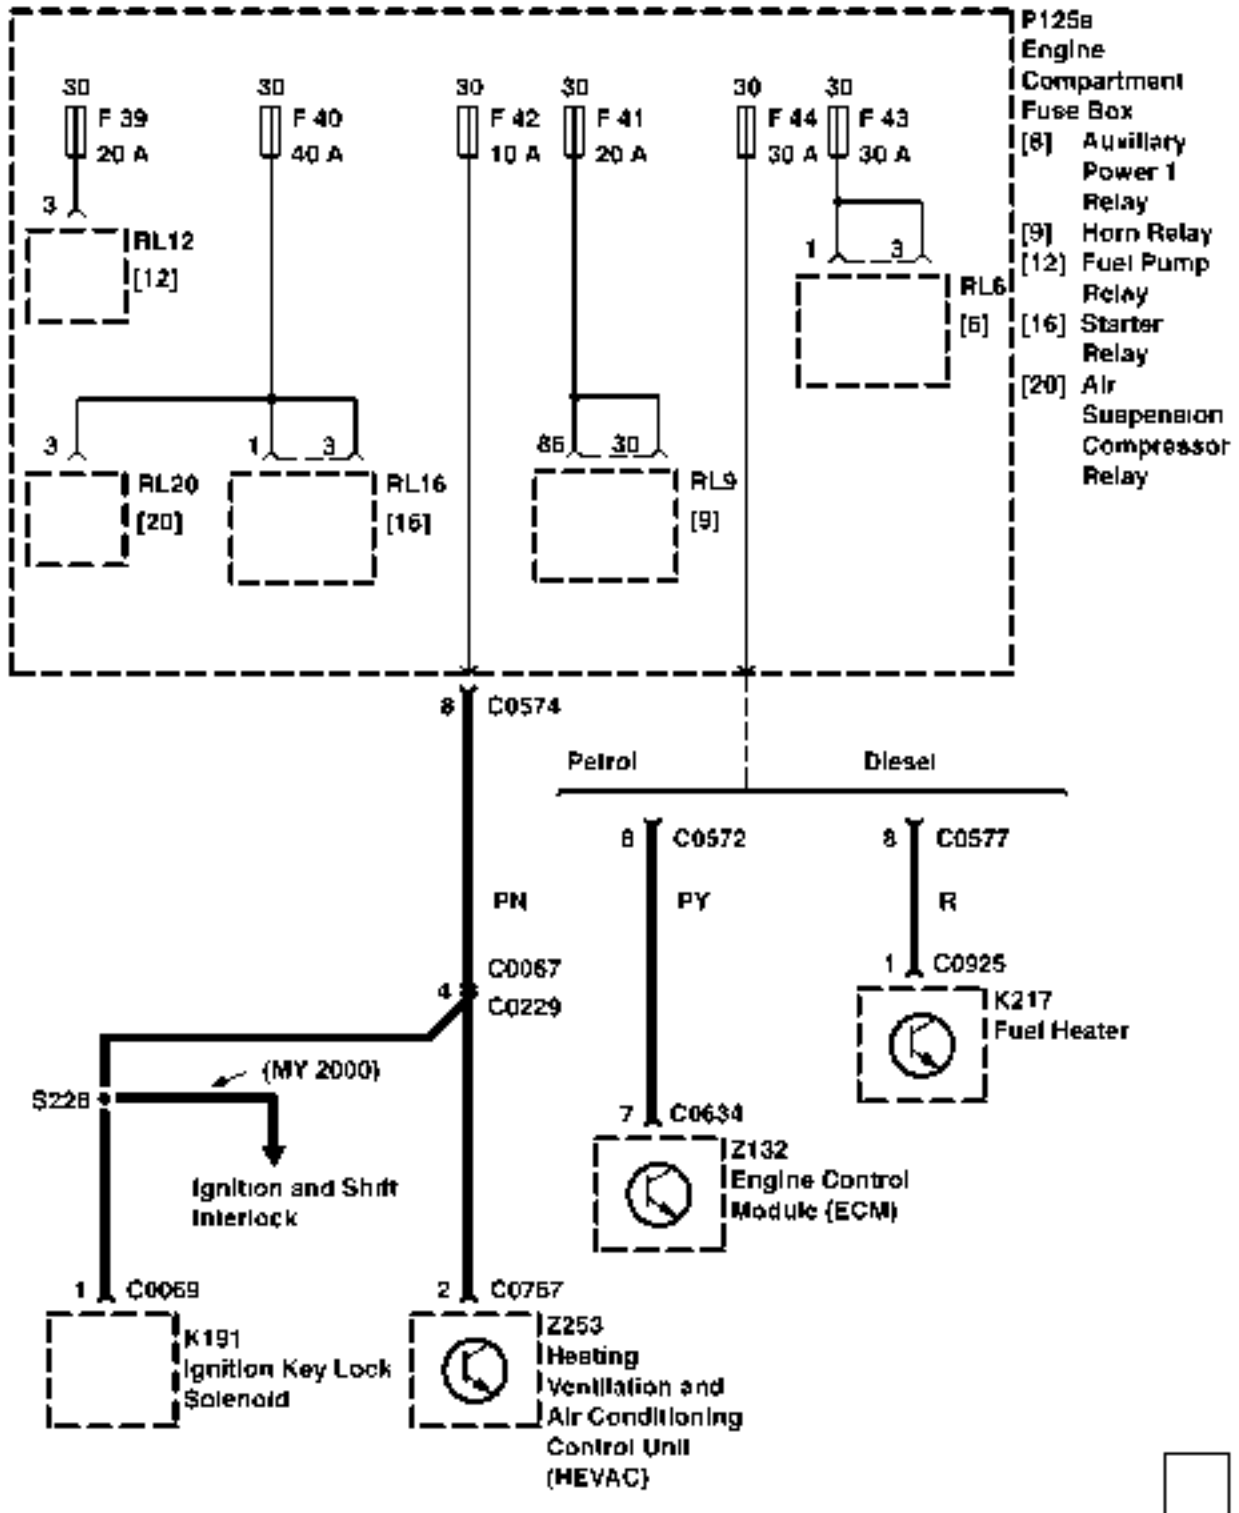 P125B
Engine
Compartment
Fuse Box
[6] Auxiliary
Power 1
Relay
[9] Horn Relay
[12] Fuel Pump
Relay
[16] Starter
Relay
[20] Air
Suspension
Compressor
Relay
30 30 30 30 30 30
F 39 F 40 F 42 F 41 F 44 F 43
20 A 40 A 10 A 20 A 30 A 30 A
3
RL12
[12]
1 3
RL6
[6]
3
RL20
[20]
1 3
RL16
[16]
86 30
RL9
[9]
8 C0574
Petrol Diesel
6 C0572
8 C0577
PN PY R
C0067
4
C0229
1 C0925
K217
Fuel Heater
(MY 2000)
S226
Ignition and Shift
Interlock
7 C0634
Z132
Engine Control
Module (ECM)
1 C0069
K191
Ignition Key Lock
Solenoid
2 C0767
Z253
Heating
Ventilation and
Air Conditioning
Control Unit
(HEVAC)